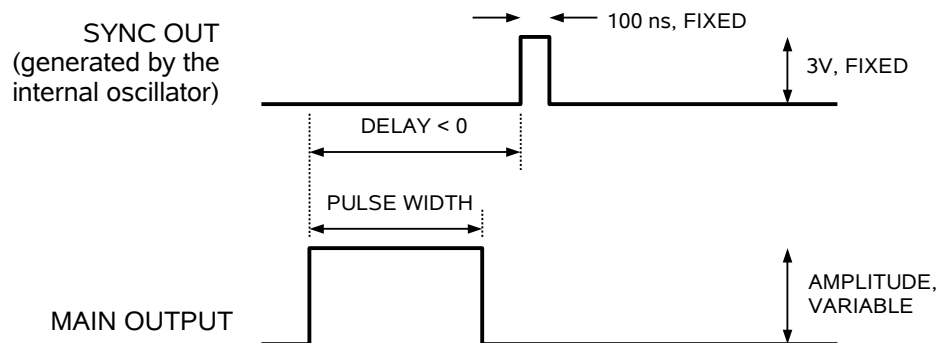 100 ns, FIXED
SYNC OUT
(generated by the
internal oscillator)
3V, FIXED
DELAY < 0
PULSE WIDTH
AMPLITUDE,
VARIABLE
MAIN OUTPUT